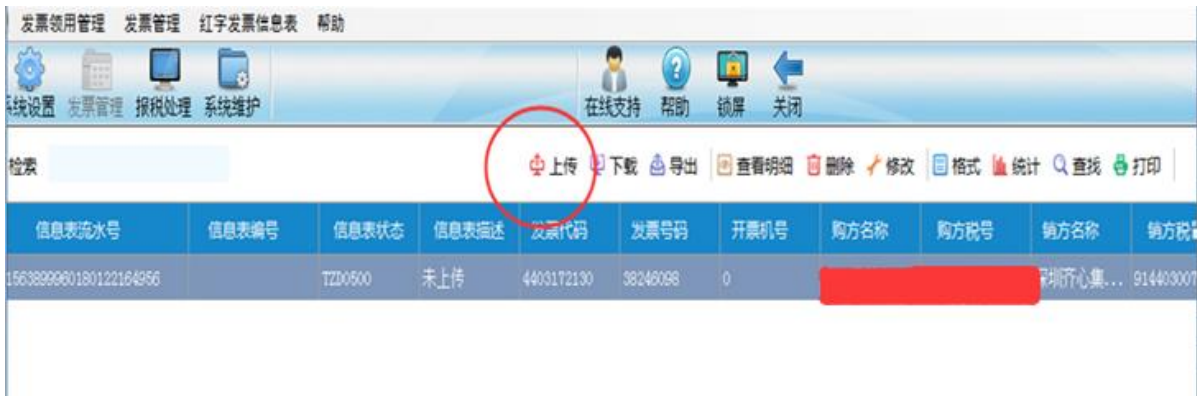 发票领用管理 发票管理 红字发票信息表 帮助
系统设置 发票管理 报税处理 系统维护 在线支持 帮助 锁屏 关闭
检索 上传 下载 导出 查看明细 删除 修改 格式 统计 查找 打印
信息表流水号 信息表编号 信息表状态 信息表描述 发票代码 发票号码 开票机号 购方名称 购方税号 销方名称 销方税
1563899960180122164956 TZD0500 未上传 4403172130 38246098 0 深圳齐心集... 914403007